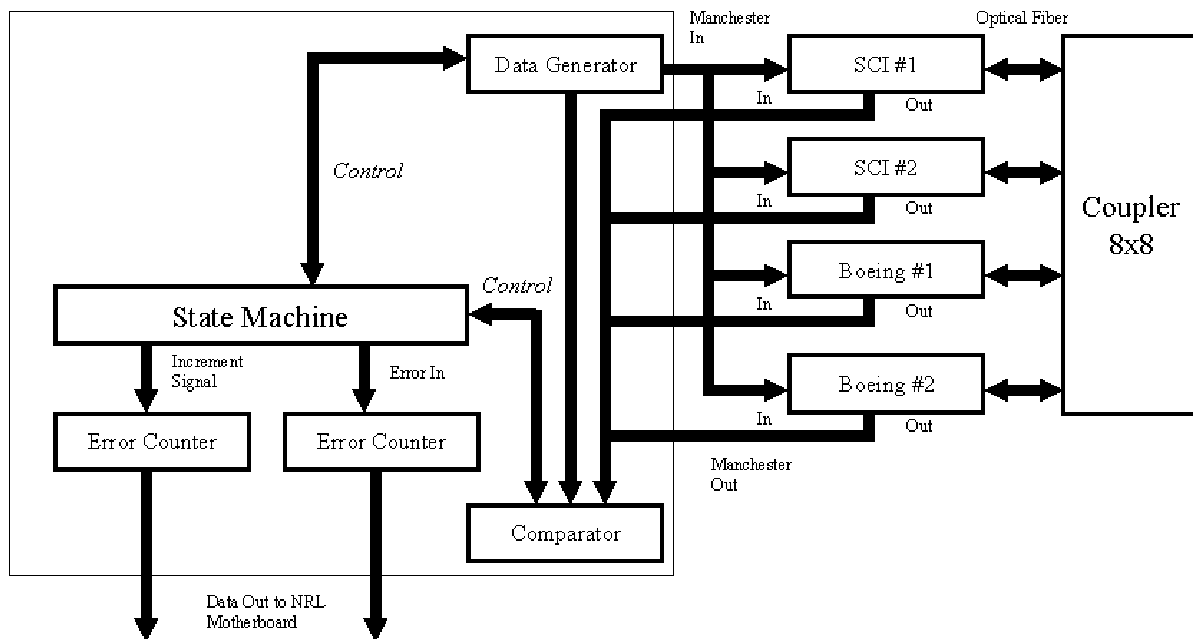 Manchester
In
Optical Fiber
Data Generator
SCI #1
In
Out
Control
SCI #2
In
Out
Coupler
8x8
Boeing #1
In
Out
Control
State Machine
Increment
Signal
Error In
Boeing #2
In
Out
Error Counter
Error Counter
Manchester
Out
Comparator
Data Out to NRL
Motherboard